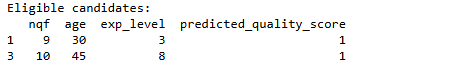 Eligible candidates:
nqf age exp_level predicted_quality_score
1 9 30 3 1
3 10 45 8 1